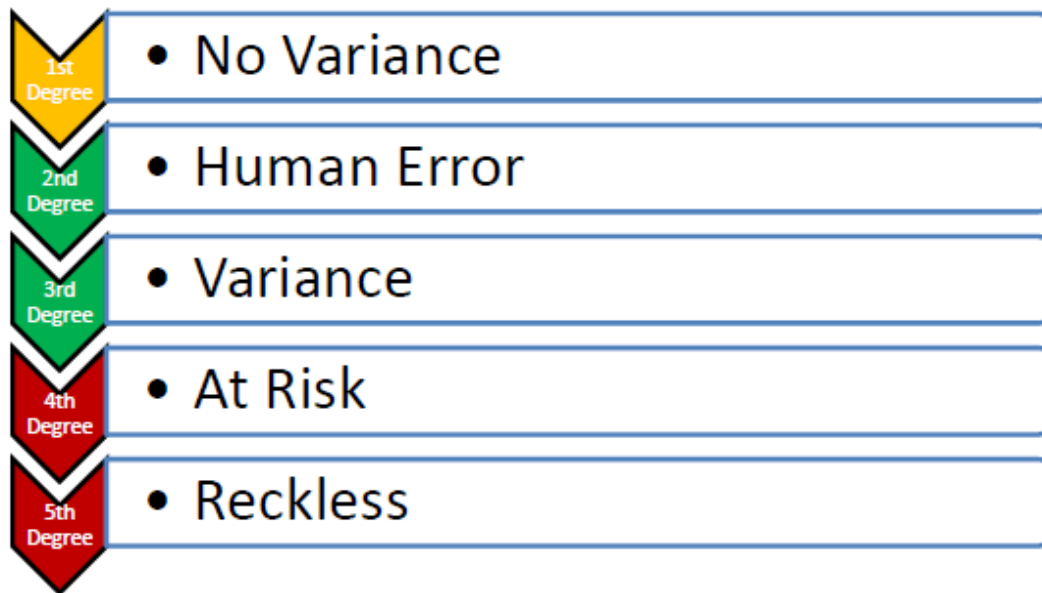 1st
Degree
• No Variance
2nd
Degree
• Human Error
3rd
Degree
• Variance
4th
Degree
• At Risk
5th
Degree
• Reckless